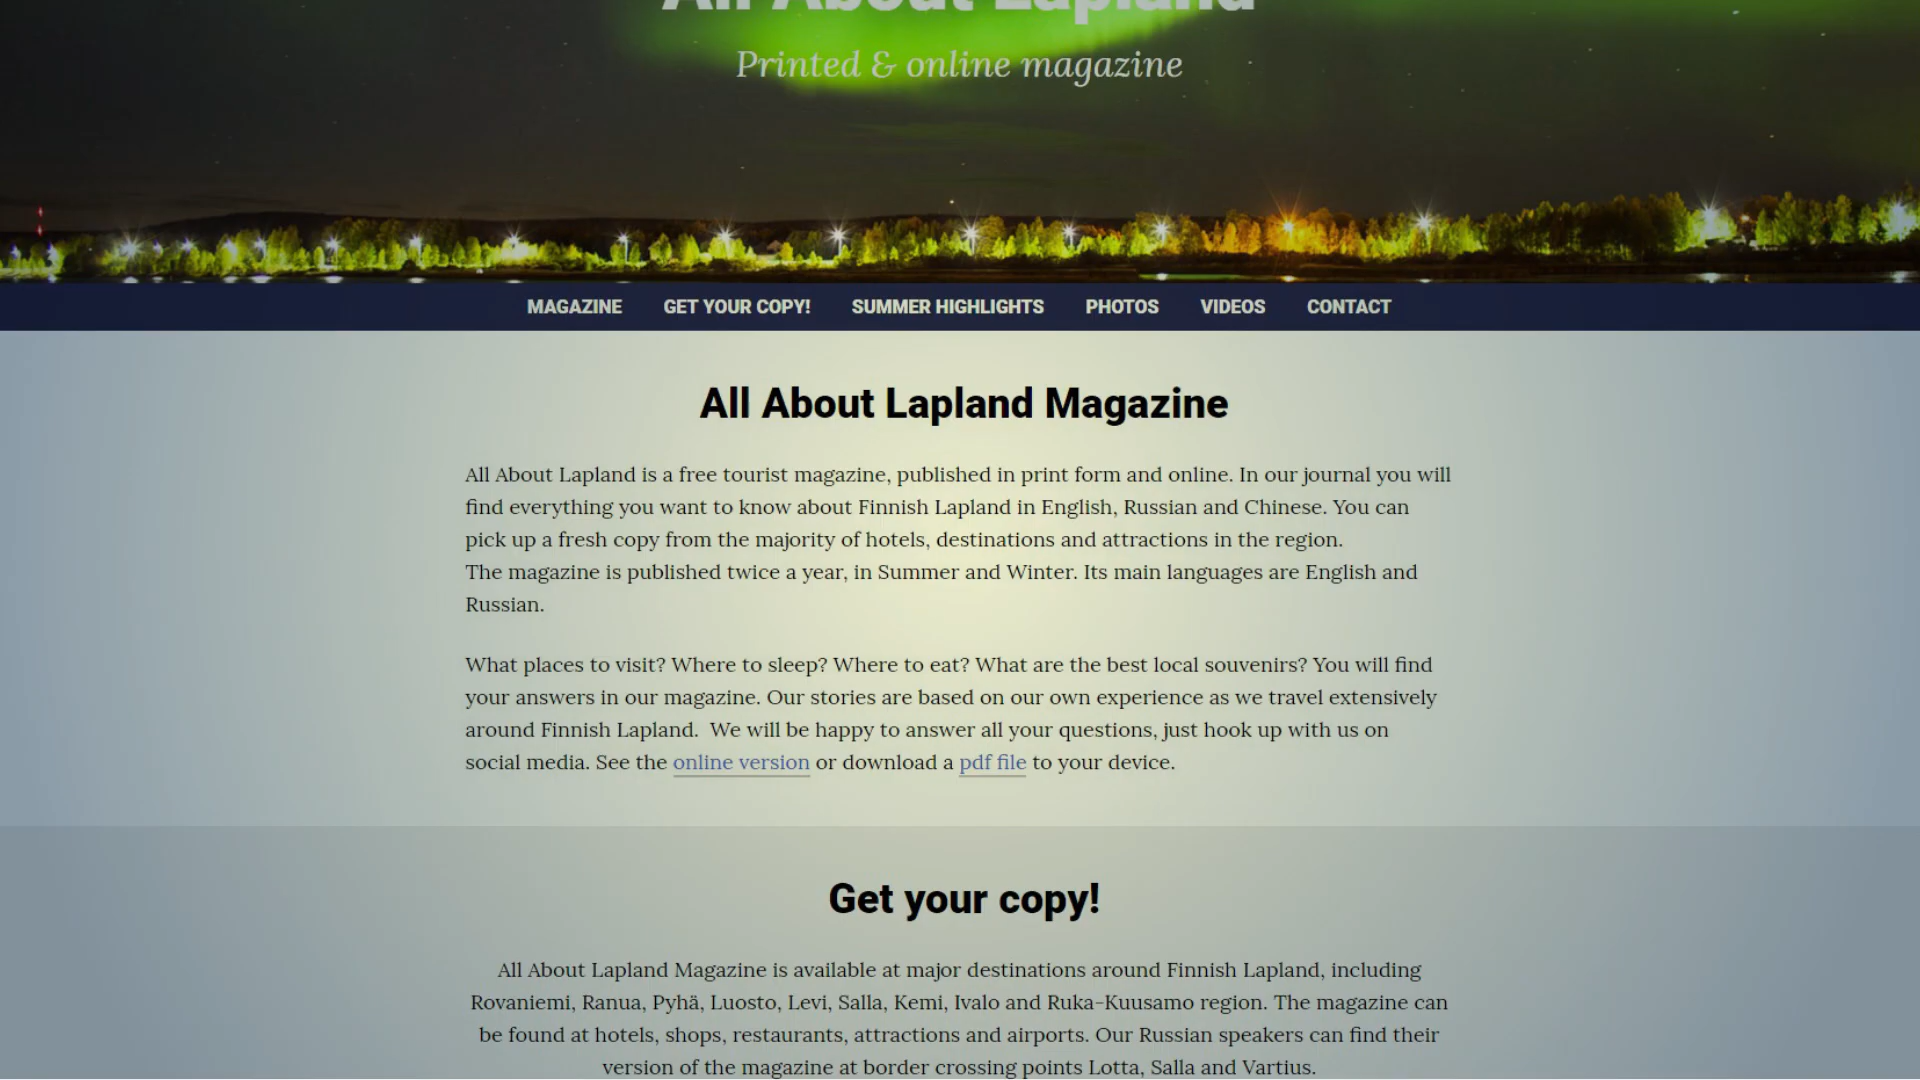 All About Lapland
Printed & online magazine
MAGAZINE GET YOUR COPY! SUMMER HIGHLIGHTS PHOTOS VIDEOS CONTACT
All About Lapland Magazine
All About Lapland is a free tourist magazine, published in print form and online. In our journal you will
find everything you want to know about Finnish Lapland in English, Russian and Chinese. You can
pick up a fresh copy from the majority of hotels, destinations and attractions in the region.
The magazine is published twice a year, in Summer and Winter. Its main languages are English and
Russian.
What places to visit? Where to sleep? Where to eat? What are the best local souvenirs? You will find
your answers in our magazine. Our stories are based on our own experience as we travel extensively
around Finnish Lapland.  We will be happy to answer all your questions, just hook up with us on
social media. See the online version or download a pdf file to your device.
Get your copy!
All About Lapland Magazine is available at major destinations around Finnish Lapland, including
Rovaniemi, Ranua, Pyhä, Luosto, Levi, Salla, Kemi, Ivalo and Ruka-Kuusamo region. The magazine can
be found at hotels, shops, restaurants, attractions and airports. Our Russian speakers can find their
version of the magazine at border crossing points Lotta, Salla and Vartius.